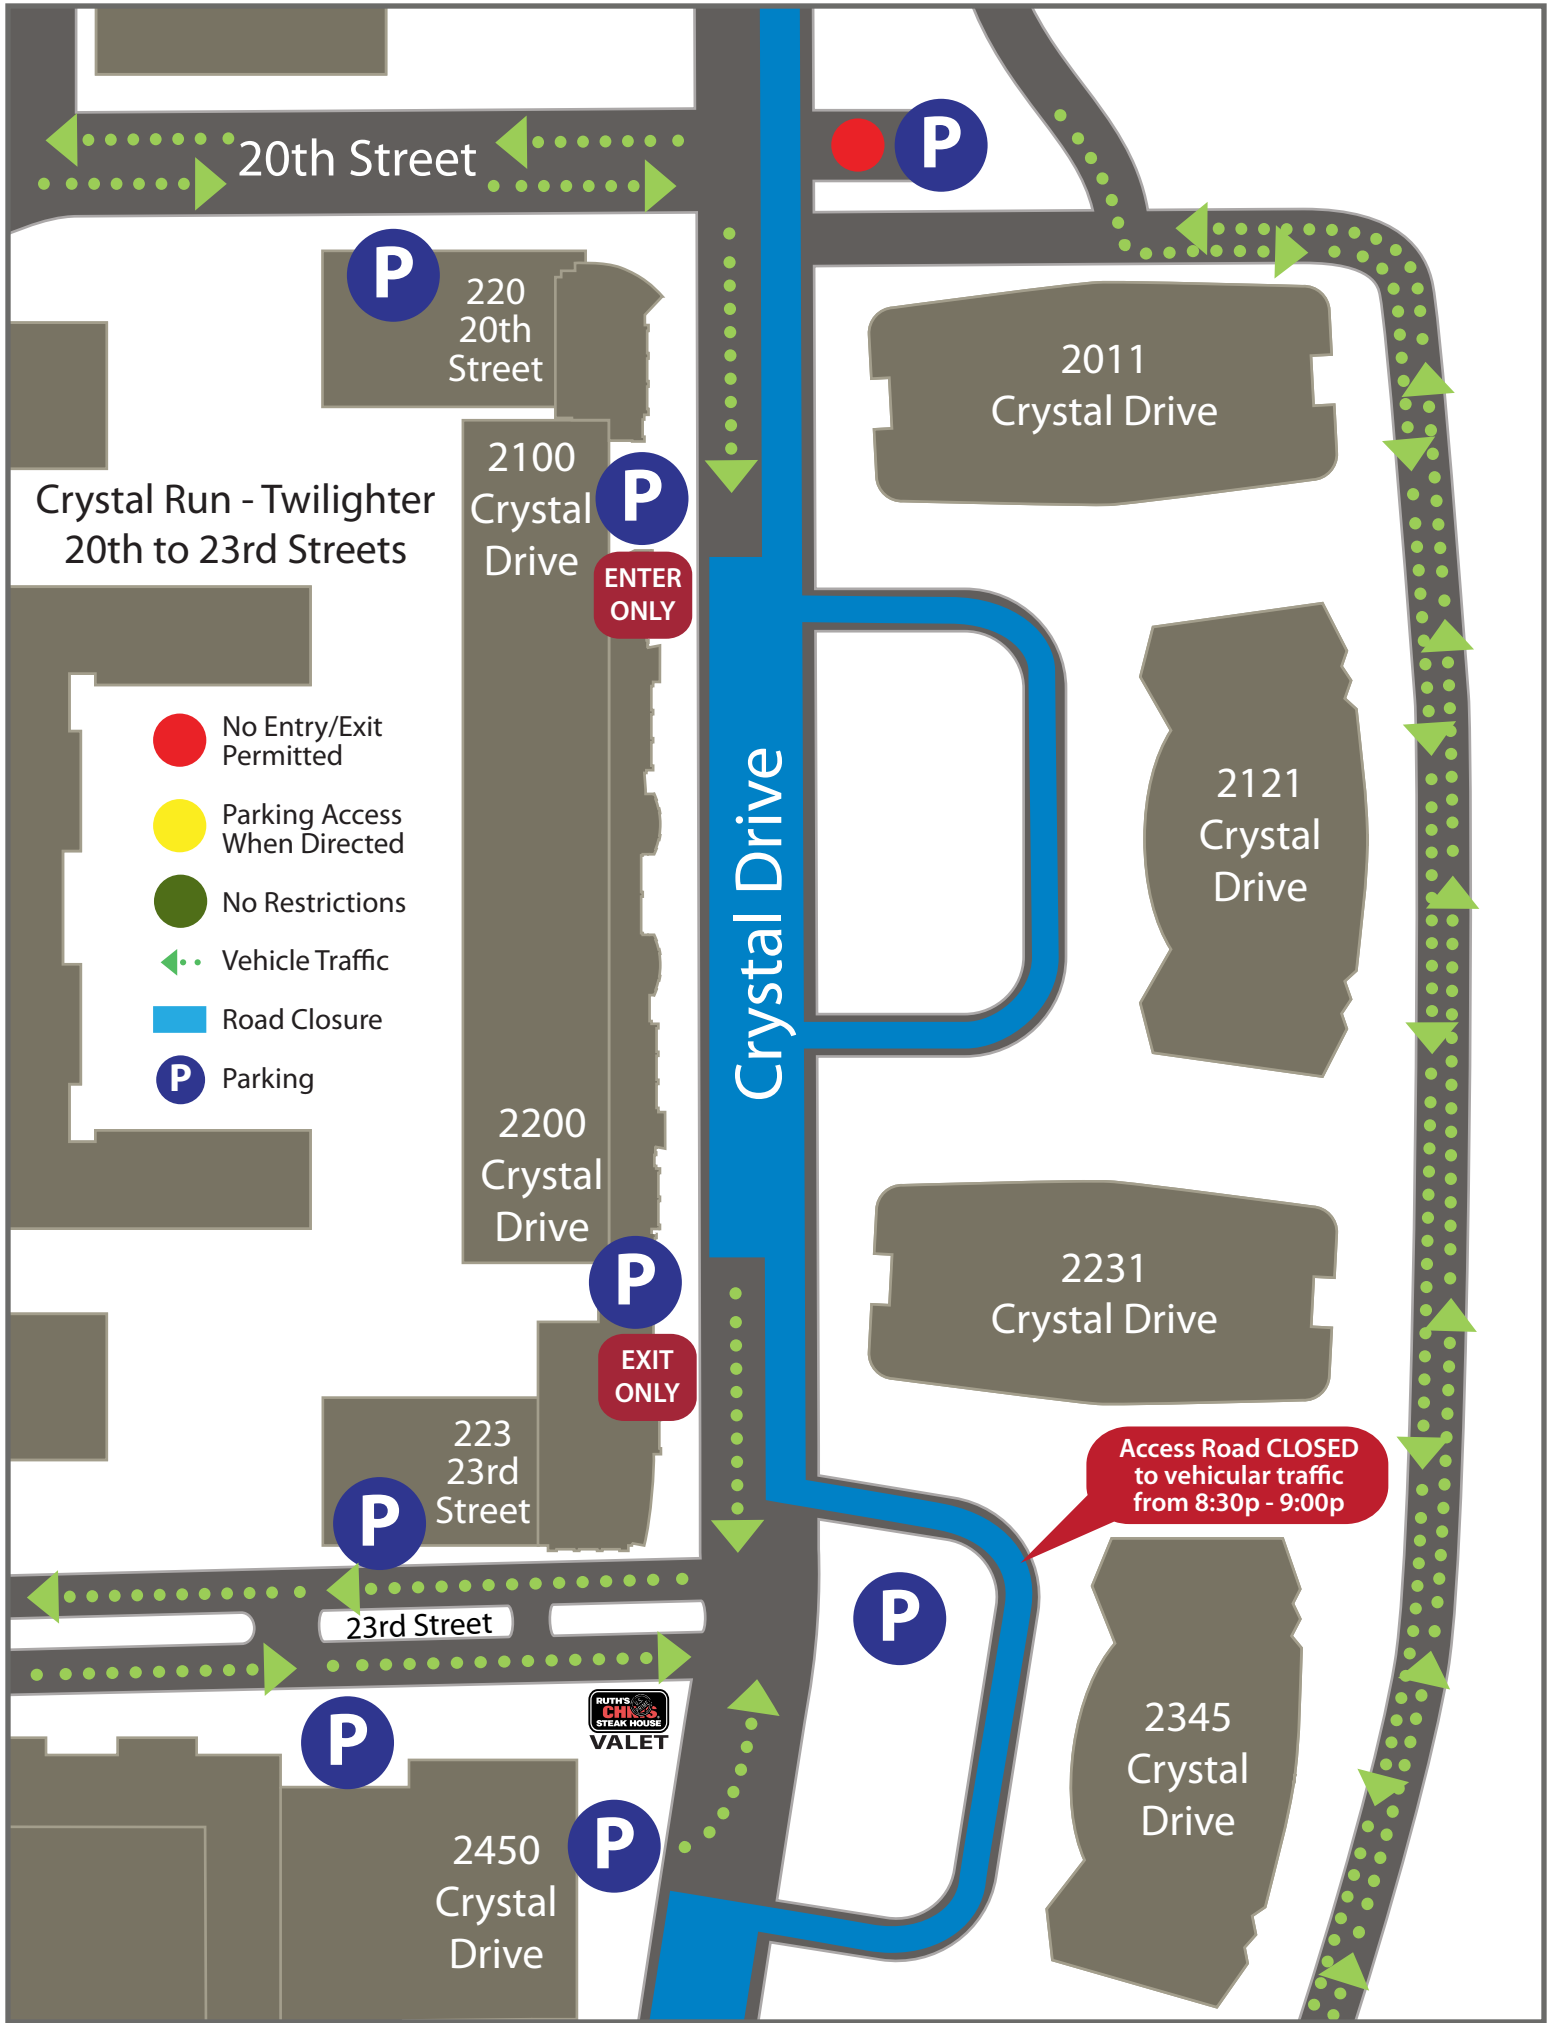 20th Street
P
P
220
20th
Street
2011
Crystal Drive
2100
Crystal
Drive
P
ENTER
ONLY
Crystal Run - Twilighter
20th to 23rd Streets
No Entry/Exit
Permitted
Parking Access
When Directed
No Restrictions
Vehicle Traffic
Road Closure
P
Parking
Crystal Drive
2121
Crystal
Drive
2200
Crystal
Drive
P
EXIT
ONLY
2231
Crystal Drive
223
23rd
Street
P
Access Road CLOSED
to vehicular traffic
from 8:30p - 9:00p
23rd Street
P
P
RUTH'S
CHRIS
STEAK HOUSE
VALET
2345
Crystal
Drive
P
2450
Crystal
Drive